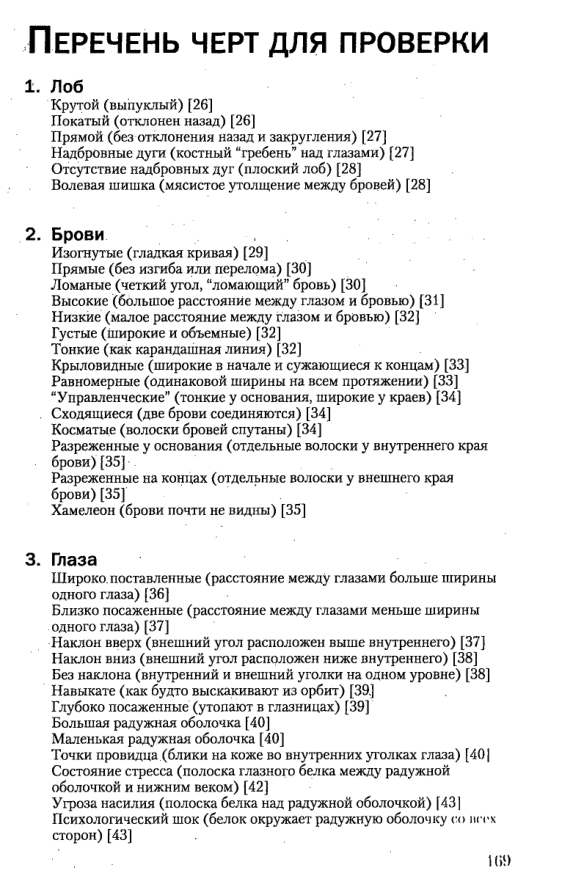 ПЕРЕЧЕНЬ ЧЕРТ ДЛЯ ПРОВЕРКИ
1. Лоб
Крутой (выпуклый) [26]
Покатый (отклонен назад) [26]
Прямой (без отклонения назад и закругления) [27]
Надбровные дуги (костный “гребень” над глазами) [27]
Отсутствие надбровных дуг (плоский лоб) [28]
Волевая шишка (мясистое утолщение между бровей) [28]
2. Брови
Изогнутые (гладкая кривая) [29]
Прямые (без изгиба или перелома) [30]
Ломаные (четкий угол, “ломающий” бровь) [30]
Высокие (большое расстояние между глазом и бровью) [31]
Низкие (малое расстояние между глазом и бровью) [32]
Густые (широкие и объемные) [32]
Тонкие (как карандашная линия) [32]
Крыловидные (широкие в начале и сужающиеся к концам) [33]
Равномерные (одинаковой ширины на всем протяжении) [33]
“Управленческие” (тонкие у основания, широкие у краев) [34]
Сходящиеся (две брови соединяются) [34]
Косматые (волоски бровей спутаны) [34]
Разреженные у основания (отдельные волоски у внутреннего края
брови) [35]
Разреженные на концах (отдельные волоски у внешнего края
брови) [35]
Хамелеон (брови почти не видны) [35]
3. Глаза
Широко поставленные (расстояние между глазами больше ширины
одного глаза) [36]
Близко посаженные (расстояние между глазами меньше ширины
одного глаза) [37]
Наклон вверх (внешний угол расположен выше внутреннего) [37]
Наклон вниз (внешний угол расположен ниже внутреннего) [38]
Без наклона (внутренний и внешний уголки на одном уровне) [38]
Навыкате (как будто выскакивают из орбит) [39]
Глубоко посаженные (утопают в глазницах) [39]
Большая радужная оболочка [40]
Маленькая радужная оболочка [40]
Точки провидца (блики на коже во внутренних уголках глаза) [40]
Состояние стресса (полоска глазного белка между радужной
оболочкой и нижним веком) [42]
Угроза насилия (полоска белка над радужной оболочкой) [43]
Психологический шок (белок окружает радужную оболочку со всех
сторон) [43]
169